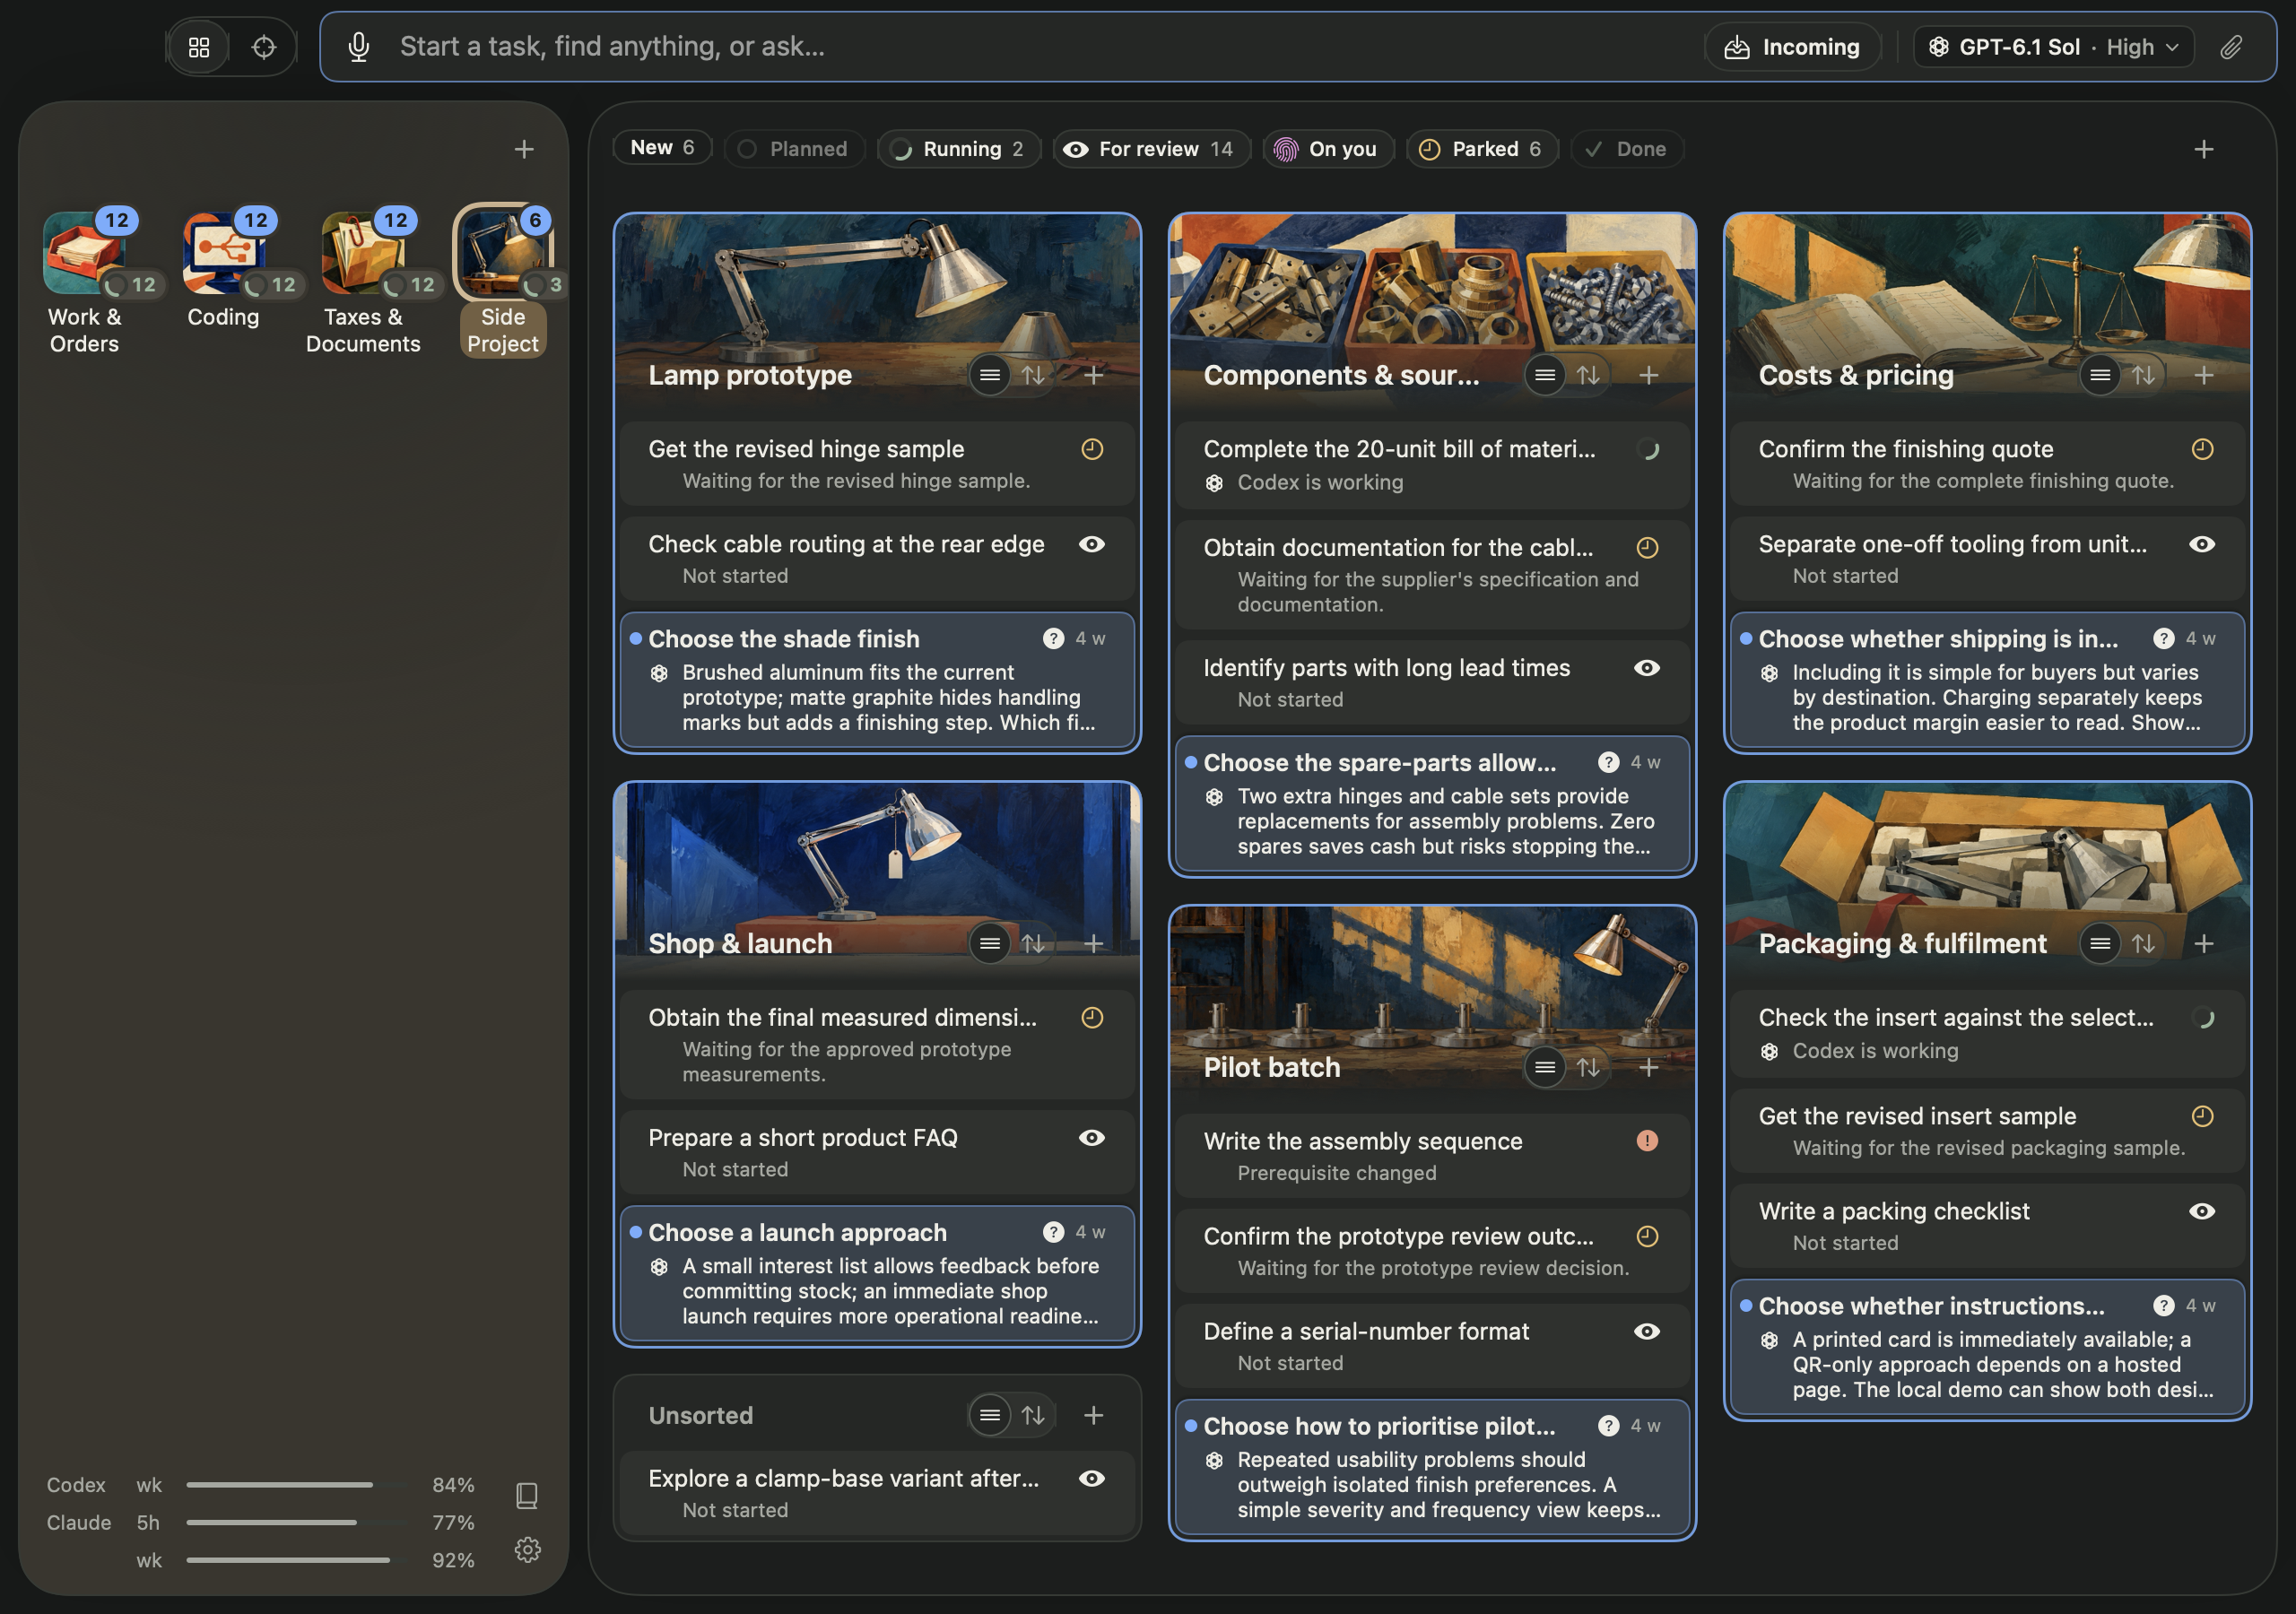 Start a task, find anything, or ask...
Incoming
GPT-6.1 Sol · High
12
12
12
6
12
12
12
3
Work &
Orders
Coding
Taxes &
Documents
Side
Project
Codex wk 84%
Claude 5h 77%
wk 92%
New 6
Planned
Running 2
For review 14
On you
Parked 6
Done
Lamp prototype
Get the revised hinge sample
Waiting for the revised hinge sample.
Check cable routing at the rear edge
Not started
Choose the shade finish ? 4 w
Brushed aluminum fits the current
prototype; matte graphite hides handling
marks but adds a finishing step. Which fi...
Shop & launch
Obtain the final measured dimensi...
Waiting for the approved prototype
measurements.
Prepare a short product FAQ
Not started
Choose a launch approach ? 4 w
A small interest list allows feedback before
committing stock; an immediate shop
launch requires more operational readine...
Unsorted
Explore a clamp-base variant after...
Not started
Components & sour...
Complete the 20-unit bill of materi...
Codex is working
Obtain documentation for the cabl...
Waiting for the supplier's specification and
documentation.
Identify parts with long lead times
Not started
Choose the spare-parts allow... ? 4 w
Two extra hinges and cable sets provide
replacements for assembly problems. Zero
spares saves cash but risks stopping the...
Pilot batch
Write the assembly sequence !
Prerequisite changed
Confirm the prototype review outc...
Waiting for the prototype review decision.
Define a serial-number format
Not started
Choose how to prioritise pilot... ? 4 w
Repeated usability problems should
outweigh isolated finish preferences. A
simple severity and frequency view keeps...
Costs & pricing
Confirm the finishing quote
Waiting for the complete finishing quote.
Separate one-off tooling from unit...
Not started
Choose whether shipping is in... ? 4 w
Including it is simple for buyers but varies
by destination. Charging separately keeps
the product margin easier to read. Show...
Packaging & fulfilment
Check the insert against the select...
Codex is working
Get the revised insert sample
Waiting for the revised packaging sample.
Write a packing checklist
Not started
Choose whether instructions... ? 4 w
A printed card is immediately available; a
QR-only approach depends on a hosted
page. The local demo can show both desi...